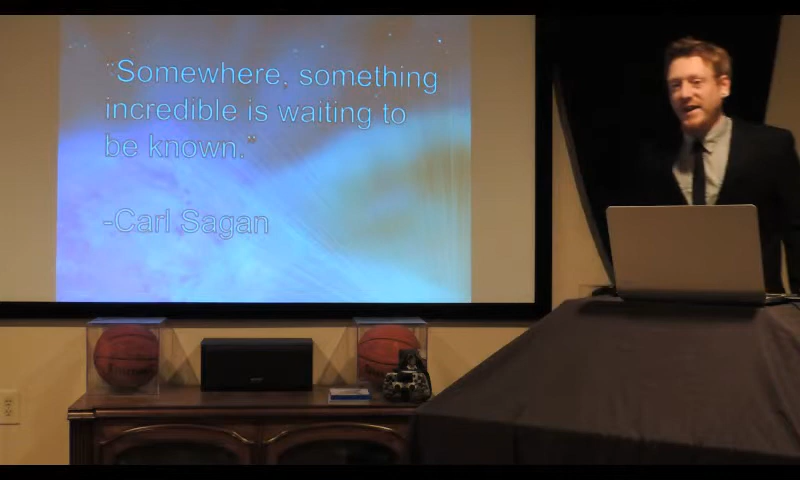 "Somewhere, something
incredible is waiting to
be known."
-Carl Sagan